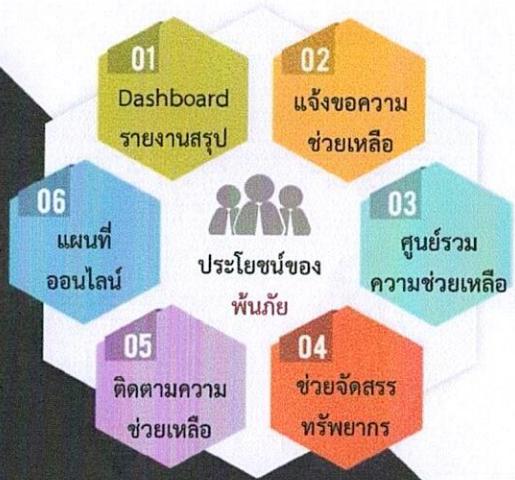 01
Dashboard
รายงานสรุป
02
แจ้งขอความ
ช่วยเหลือ
03
ศูนย์รวม
ความช่วยเหลือ
04
ช่วยจัดสรร
ทรัพยากร
05
ติดตามความ
ช่วยเหลือ
06
แผนที่
ออนไลน์
ประโยชน์ของ
พ้นภัย